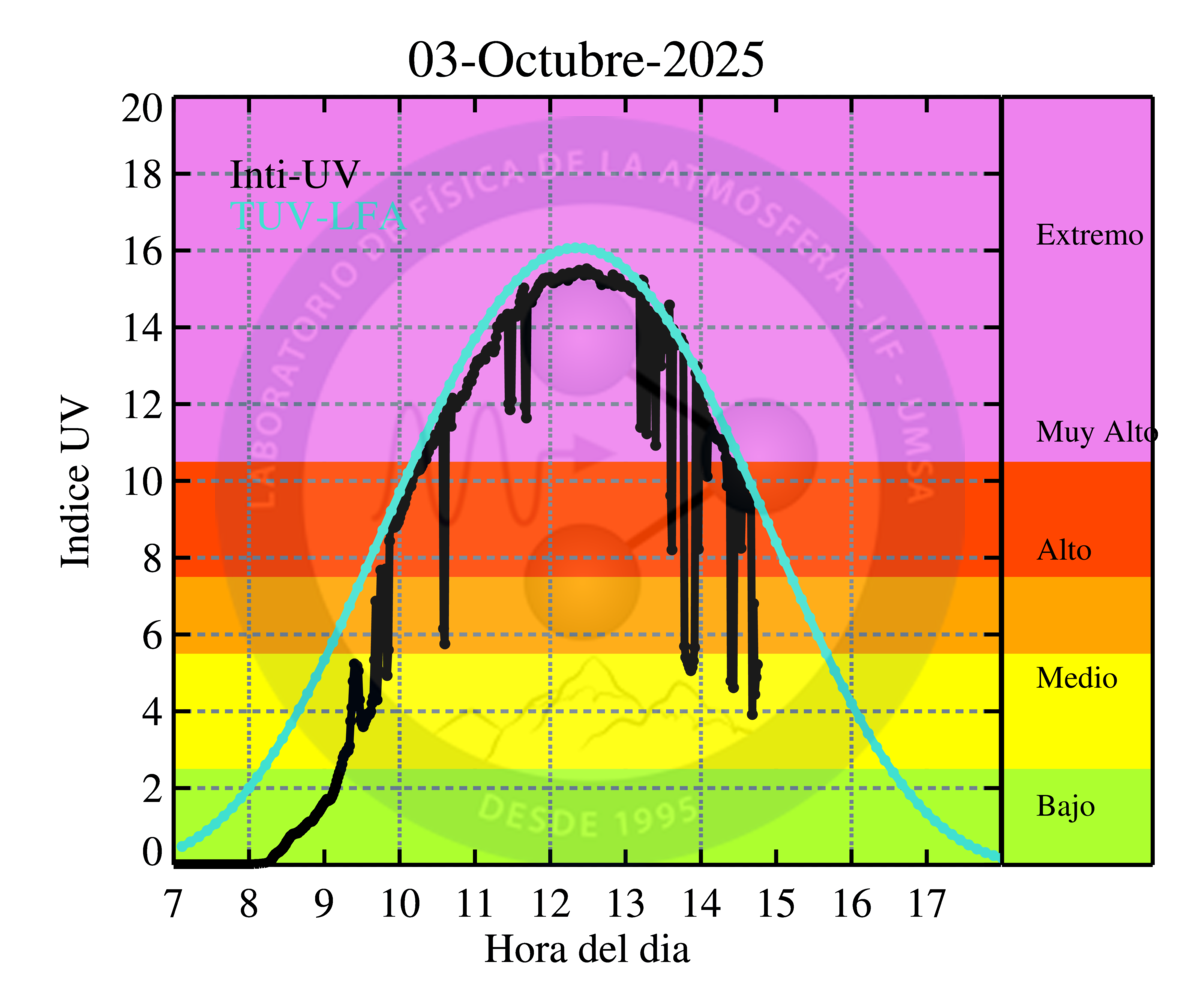 03-Octubre-2025
Indice UV
20
18
16
14
12
10
8
6
4
2
0
Inti-UV
TUV-LFA
LABORATORIO DE FÍSICA DE LA ATMÓSFERA - IIF - UMSA
DESDE 1995
Extremo
Muy Alto
Alto
Medio
Bajo
7 8 9 10 11 12 13 14 15 16 17
Hora del dia